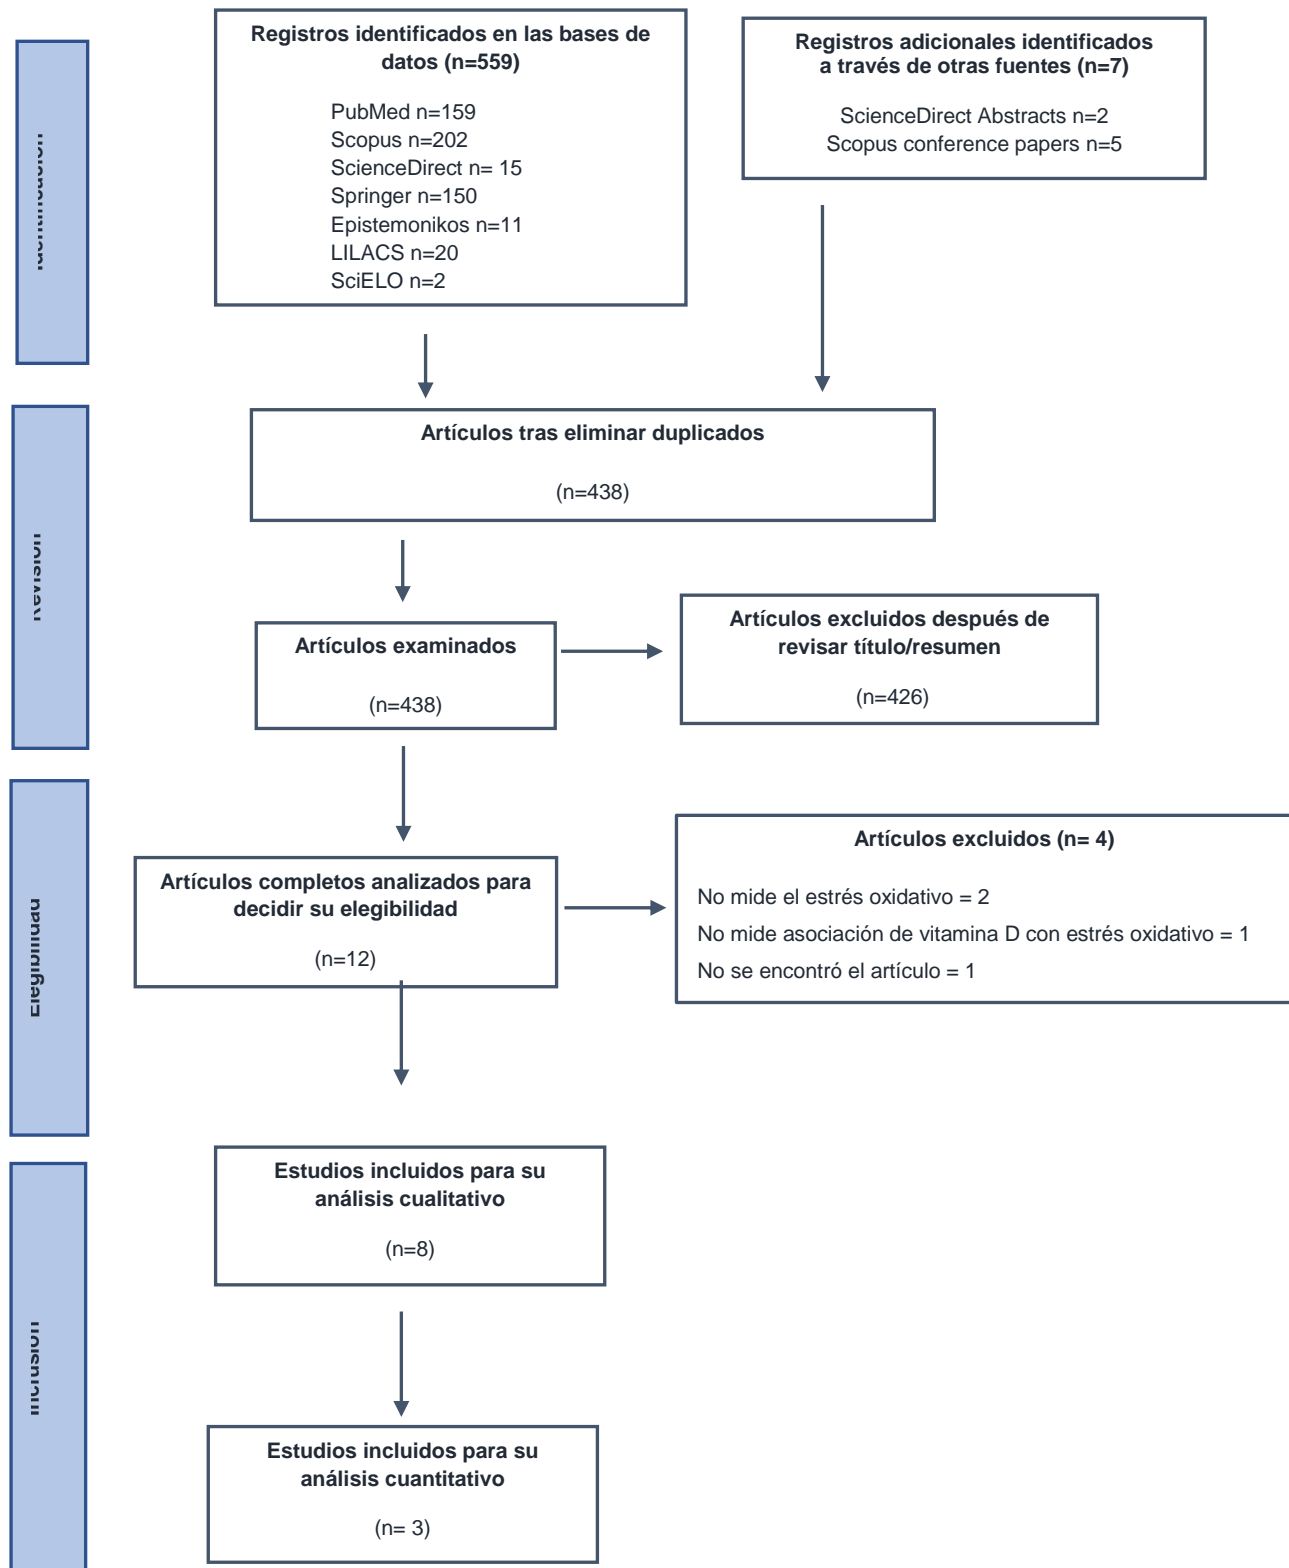 Identificación
Registros identificados en las bases de
datos (n=559)
PubMed n=159
Scopus n=202
ScienceDirect n= 15
Springer n=150
Epistemonikos n=11
LILACS n=20
SciELO n=2
Registros adicionales identificados
a través de otras fuentes (n=7)
ScienceDirect Abstracts n=2
Scopus conference papers n=5
Revisión
Artículos tras eliminar duplicados
(n=438)
Artículos examinados
(n=438)
Artículos excluidos después de
revisar título/resumen
(n=426)
Elegibilidad
Artículos completos analizados para
decidir su elegibilidad
(n=12)
Artículos excluidos (n= 4)
No mide el estrés oxidativo = 2
No mide asociación de vitamina D con estrés oxidativo = 1
No se encontró el artículo = 1
Inclusión
Estudios incluidos para su
análisis cualitativo
(n=8)
Estudios incluidos para su
análisis cuantitativo
(n= 3)